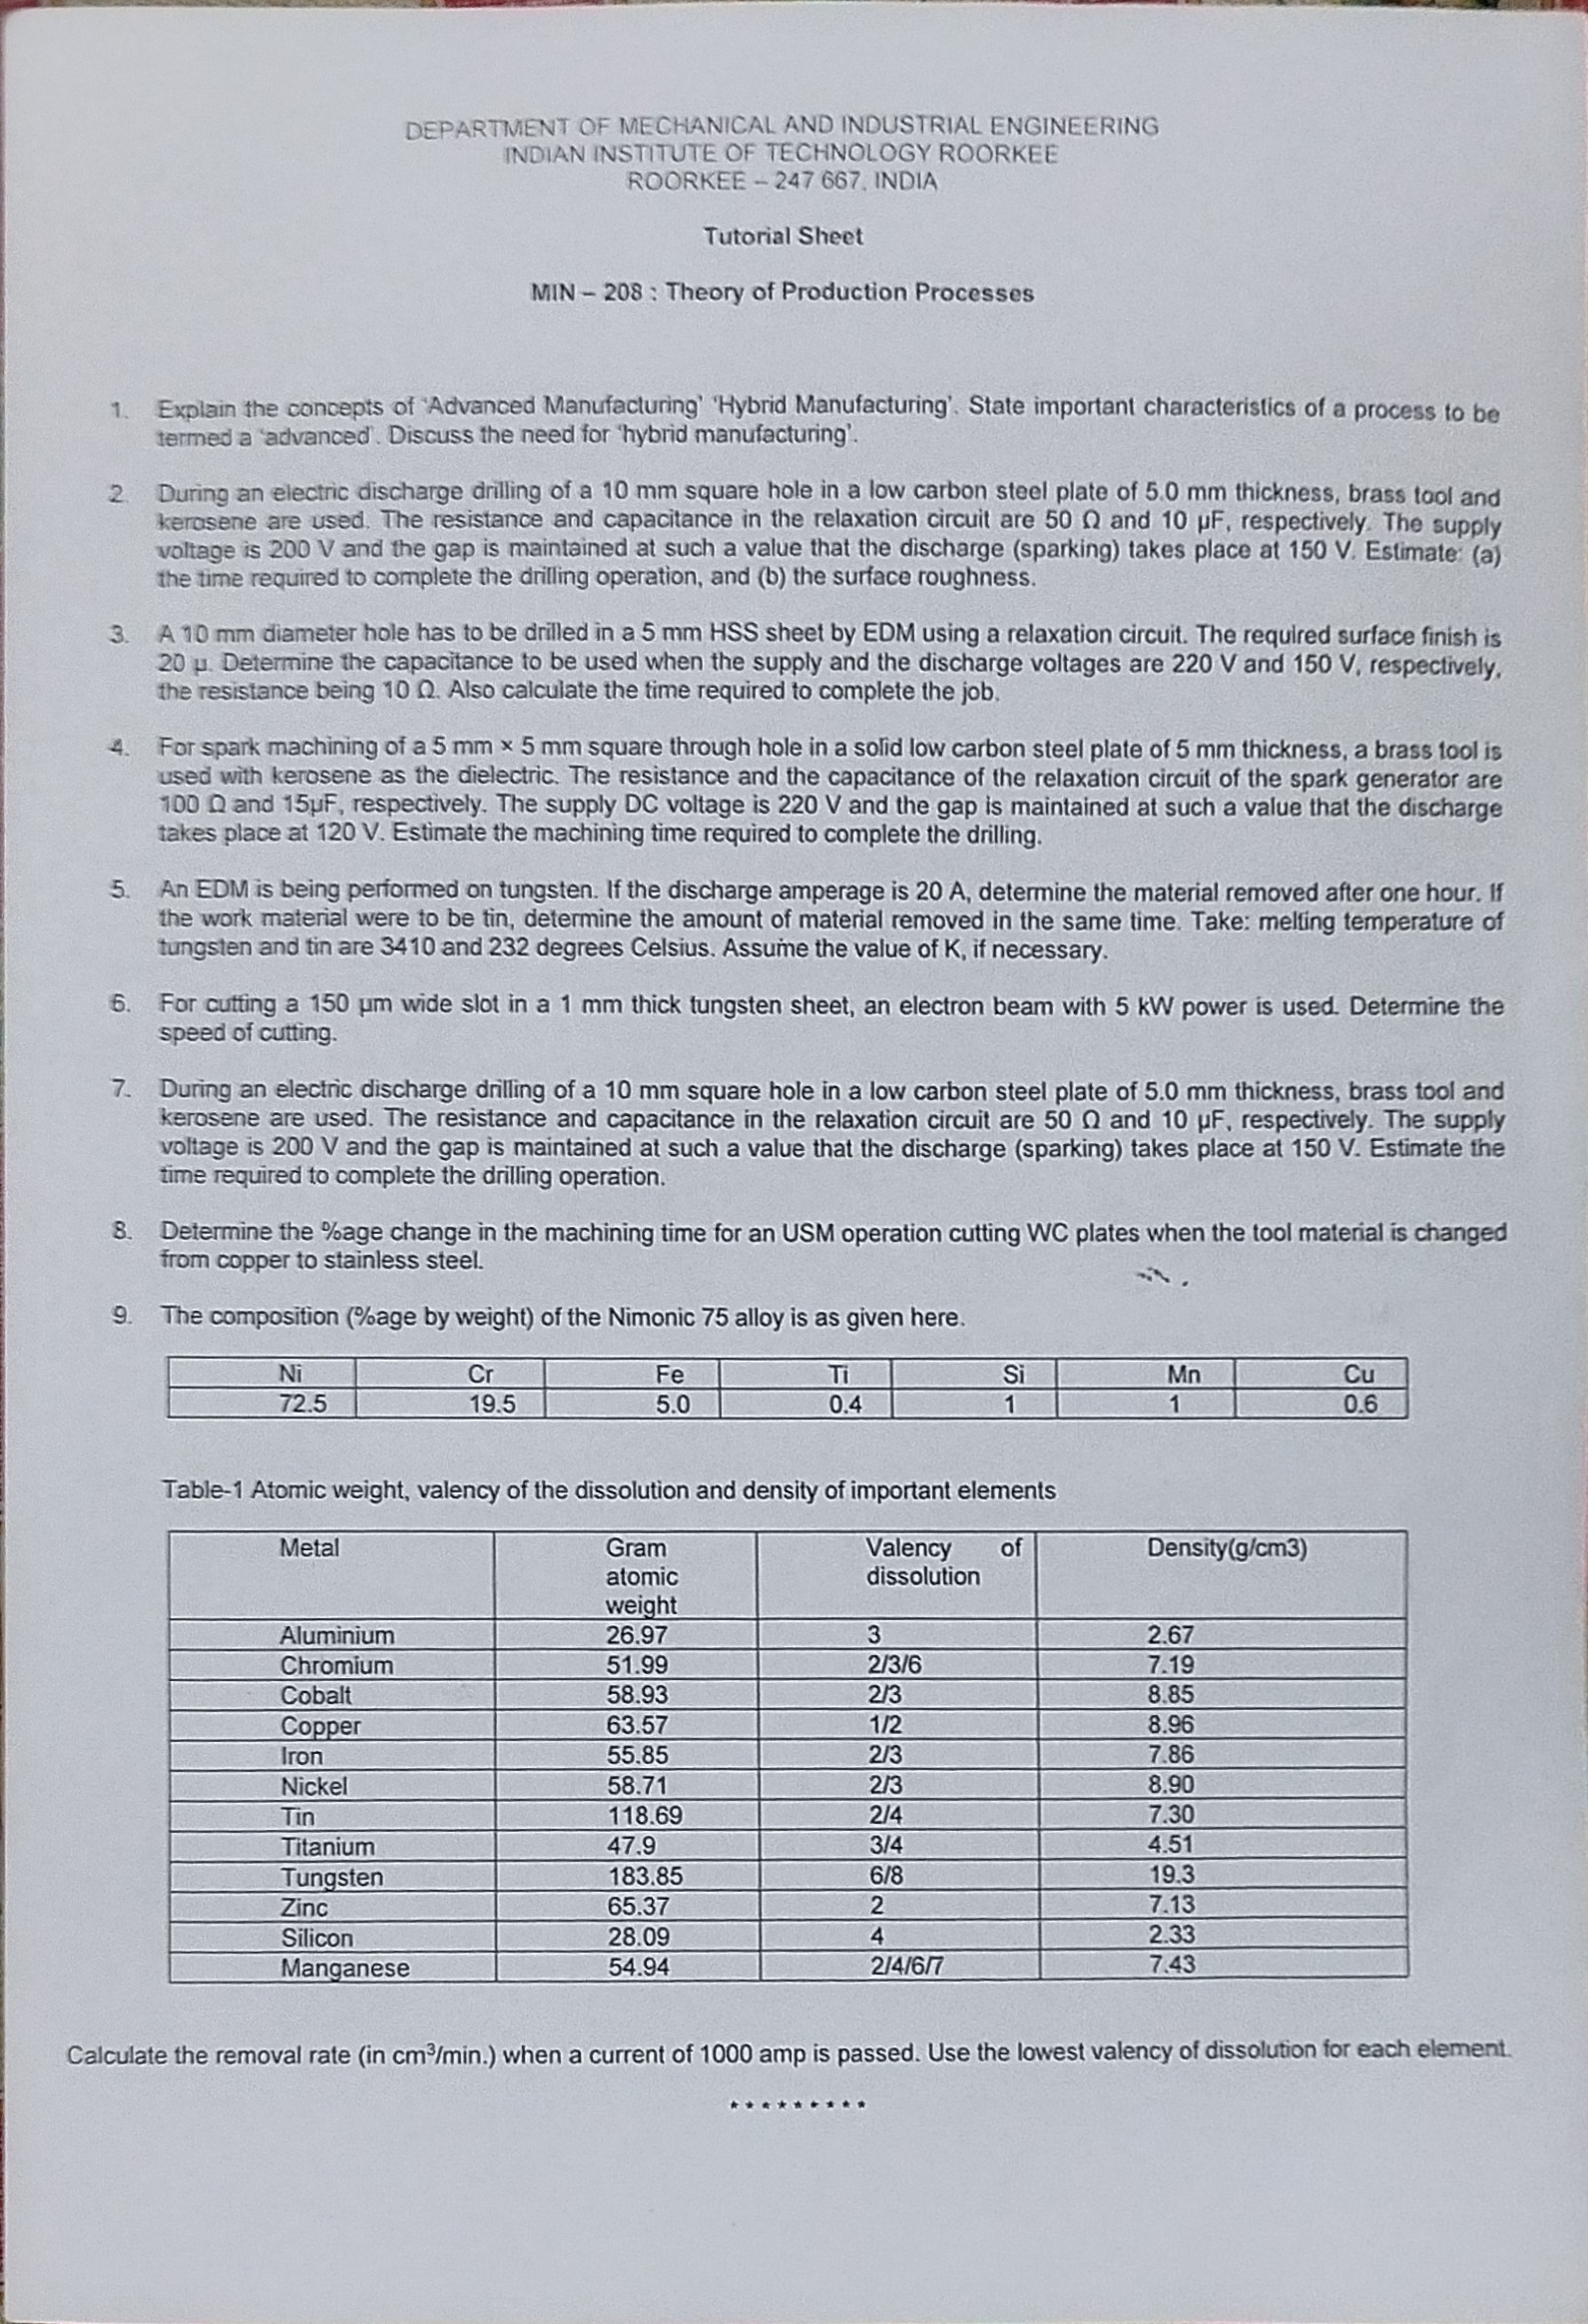 DEPARTMENT OF MECHANICAL AND INDUSTRIAL ENGINEERING
INDIAN INSTITUTE OF TECHNOLOGY ROORKEE
ROORKEE – 247 667, INDIA
Tutorial Sheet
MIN – 208 : Theory of Production Processes
1. Explain the concepts of 'Advanced Manufacturing' 'Hybrid Manufacturing'. State important characteristics of a process to be
termed a 'advanced'. Discuss the need for 'hybrid manufacturing'.
2. During an electric discharge drilling of a 10 mm square hole in a low carbon steel plate of 5.0 mm thickness, brass tool and
kerosene are used. The resistance and capacitance in the relaxation circuit are 50 Ω and 10 µF, respectively. The supply
voltage is 200 V and the gap is maintained at such a value that the discharge (sparking) takes place at 150 V. Estimate: (a)
the time required to complete the drilling operation, and (b) the surface roughness.
3. A 10 mm diameter hole has to be drilled in a 5 mm HSS sheet by EDM using a relaxation circuit. The required surface finish is
20 µ. Determine the capacitance to be used when the supply and the discharge voltages are 220 V and 150 V, respectively,
the resistance being 10 Ω. Also calculate the time required to complete the job.
4. For spark machining of a 5 mm × 5 mm square through hole in a solid low carbon steel plate of 5 mm thickness, a brass tool is
used with kerosene as the dielectric. The resistance and the capacitance of the relaxation circuit of the spark generator are
100 Ω and 15µF, respectively. The supply DC voltage is 220 V and the gap is maintained at such a value that the discharge
takes place at 120 V. Estimate the machining time required to complete the drilling.
5. An EDM is being performed on tungsten. If the discharge amperage is 20 A, determine the material removed after one hour. If
the work material were to be tin, determine the amount of material removed in the same time. Take: melting temperature of
tungsten and tin are 3410 and 232 degrees Celsius. Assume the value of K, if necessary.
6. For cutting a 150 µm wide slot in a 1 mm thick tungsten sheet, an electron beam with 5 kW power is used. Determine the
speed of cutting.
7. During an electric discharge drilling of a 10 mm square hole in a low carbon steel plate of 5.0 mm thickness, brass tool and
kerosene are used. The resistance and capacitance in the relaxation circuit are 50 Ω and 10 µF, respectively. The supply
voltage is 200 V and the gap is maintained at such a value that the discharge (sparking) takes place at 150 V. Estimate the
time required to complete the drilling operation.
8. Determine the %age change in the machining time for an USM operation cutting WC plates when the tool material is changed
from copper to stainless steel.
9. The composition (%age by weight) of the Nimonic 75 alloy is as given here.
Ni Cr Fe Ti Si Mn Cu
72.5 19.5 5.0 0.4 1 1 0.6
Table-1 Atomic weight, valency of the dissolution and density of important elements
Metal Gram Valency of Density(g/cm3)
atomic dissolution
weight
Aluminium 26.97 3 2.67
Chromium 51.99 2/3/6 7.19
Cobalt 58.93 2/3 8.85
Copper 63.57 1/2 8.96
Iron 55.85 2/3 7.86
Nickel 58.71 2/3 8.90
Tin 118.69 2/4 7.30
Titanium 47.9 3/4 4.51
Tungsten 183.85 6/8 19.3
Zinc 65.37 2 7.13
Silicon 28.09 4 2.33
Manganese 54.94 2/4/6/7 7.43
Calculate the removal rate (in cm³/min.) when a current of 1000 amp is passed. Use the lowest valency of dissolution for each element.
*********